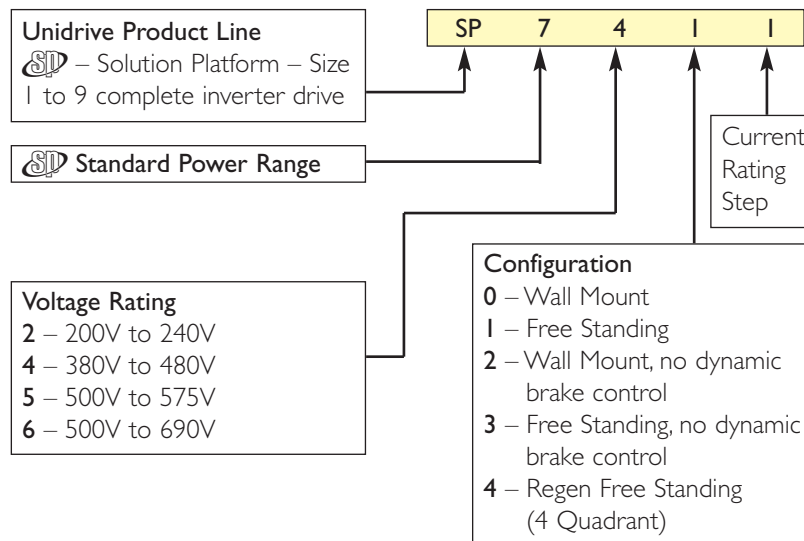 Unidrive Product Line
SP – Solution Platform – Size
1 to 9 complete inverter drive
SP 7 4 1 1
SP Standard Power Range
Current
Rating
Step
Voltage Rating
2 – 200V to 240V
4 – 380V to 480V
5 – 500V to 575V
6 – 500V to 690V
Configuration
0 – Wall Mount
1 – Free Standing
2 – Wall Mount, no dynamic
brake control
3 – Free Standing, no dynamic
brake control
4 – Regen Free Standing
(4 Quadrant)